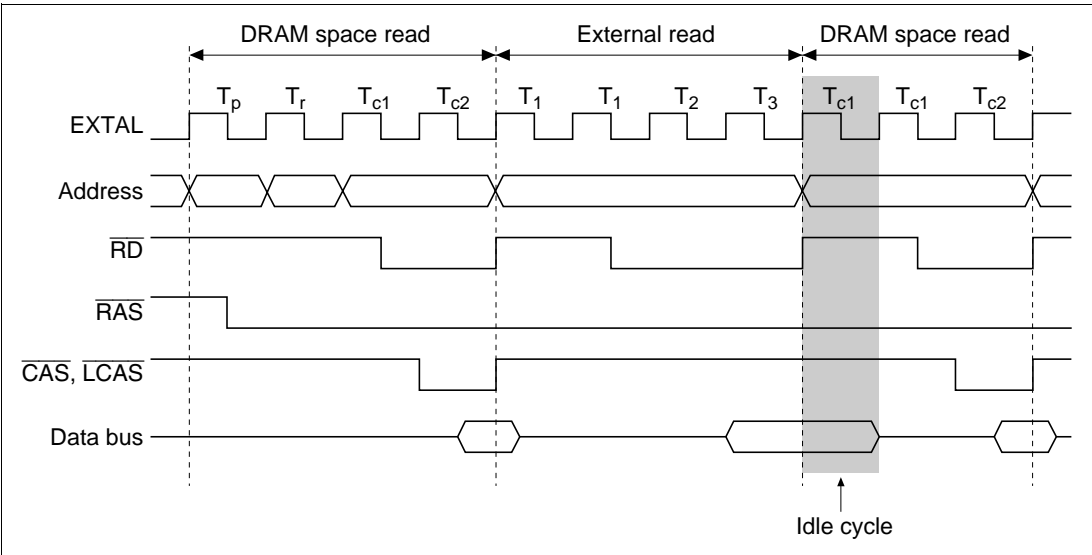 DRAM space read External read DRAM space read
Tp Tr Tc1 Tc2 T1 T1 T2 T3 Tc1 Tc1 Tc2
EXTAL
Address
RD
RAS
CAS, LCAS
Data bus
Idle cycle